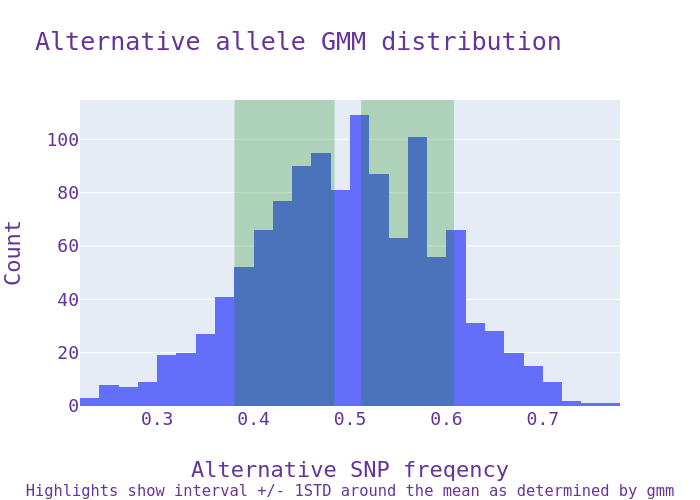 Alternative allele GMM distribution
Count
100
80
60
40
20
0
0.3 0.4 0.5 0.6 0.7
Alternative SNP freqency
Highlights show interval +/- 1STD around the mean as determined by gmm